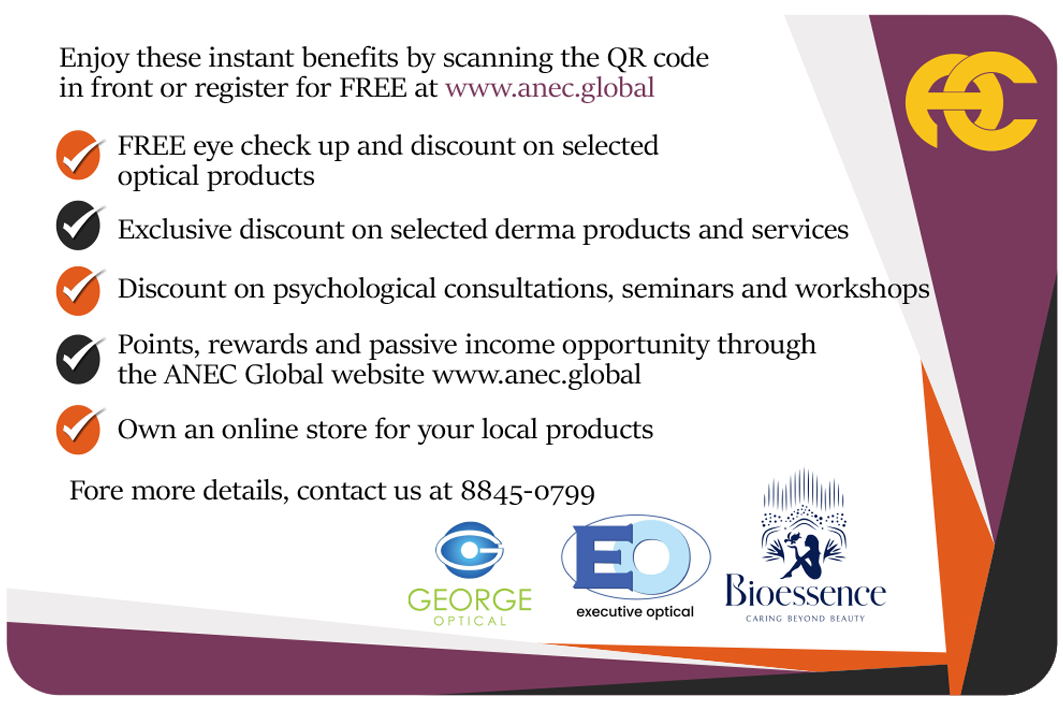 Enjoy these instant benefits by scanning the QR code
in front or register for FREE at www.anec.global
FREE eye check up and discount on selected
optical products
Exclusive discount on selected derma products and services
Discount on psychological consultations, seminars and workshops
Points, rewards and passive income opportunity through
the ANEC Global website www.anec.global
Own an online store for your local products
Fore more details, contact us at 8845-0799
GEORGE
OPTICAL
EO
executive optical
Bioessence
CARING BEYOND BEAUTY